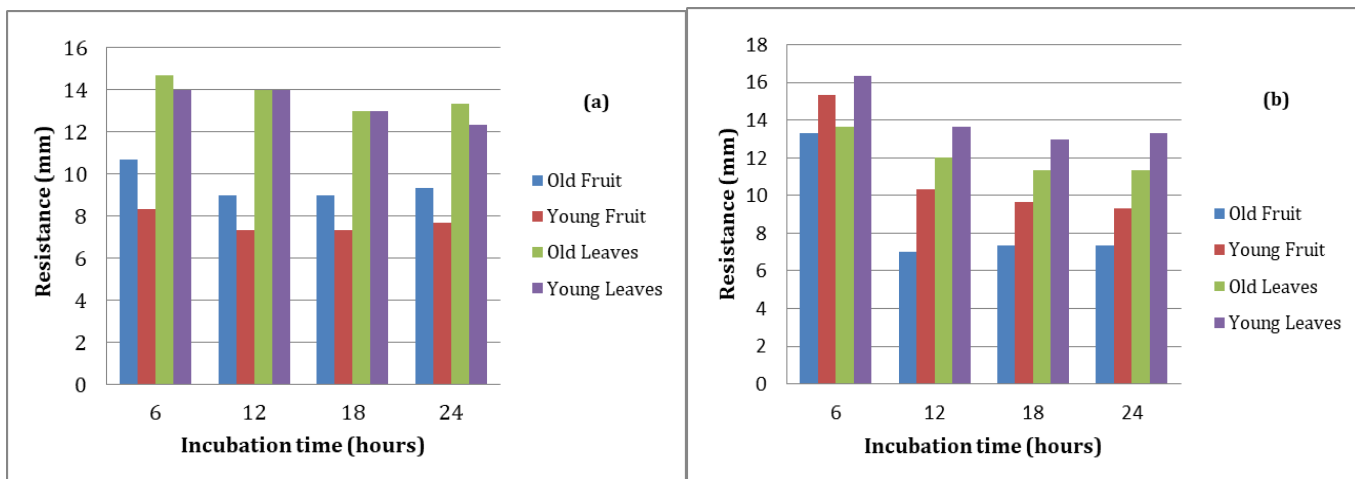 16
14
12
10
8
6
4
2
0
Resistance (mm)
6 12 18 24
Incubation time (hours)
(a)
Old Fruit
Young Fruit
Old Leaves
Young Leaves
18
16
14
12
10
8
6
4
2
0
Resistance (mm)
6 12 18 24
Incubation time (hours)
(b)
Old Fruit
Young Fruit
Old Leaves
Young Leaves